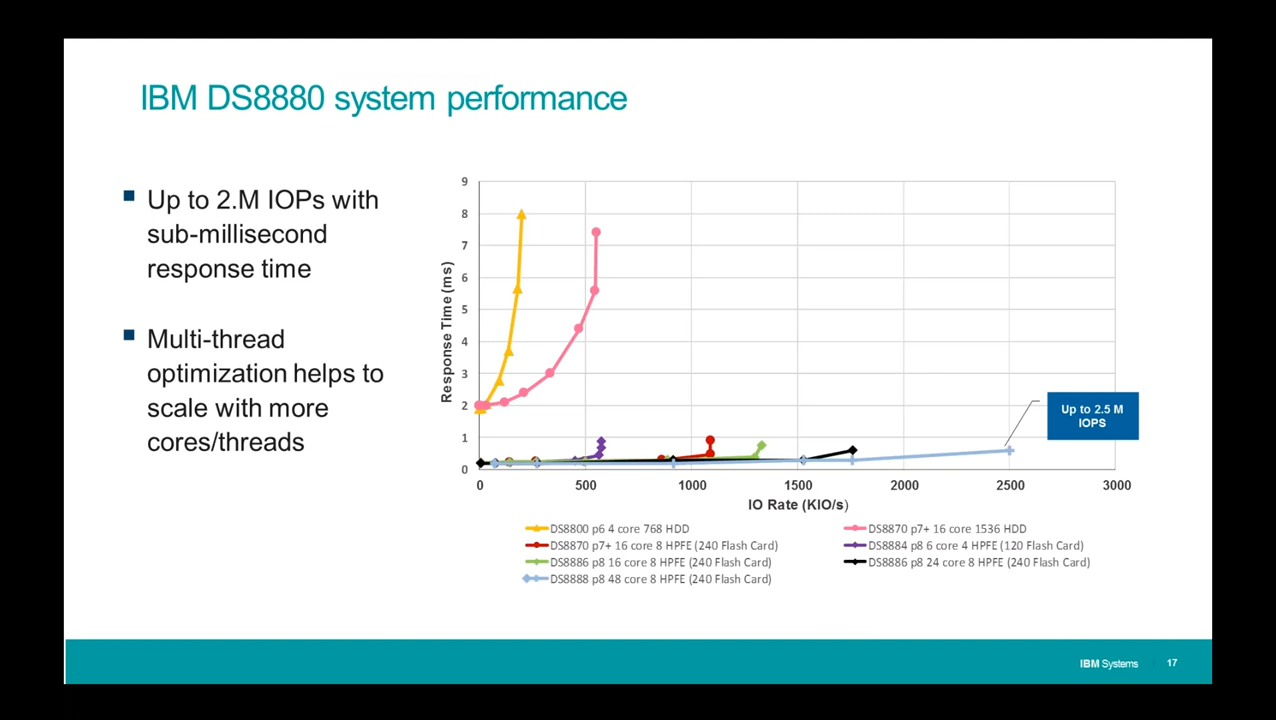 IBM DS8880 system performance
Up to 2.M IOPs with
sub-millisecond
response time
Multi-thread
optimization helps to
scale with more
cores/threads
Response Time (ms)
9
8
7
6
5
4
3
2
1
0
0 500 1000 1500 2000 2500 3000
IO Rate (KIO/s)
Up to 2.5 M
IOPS
DS8800 p6 4 core 768 HDD
DS8870 p7+ 16 core 1536 HDD
DS8870 p7+ 16 core 8 HPFE (240 Flash Card)
DS8884 p8 6 core 4 HPFE (120 Flash Card)
DS8886 p8 16 core 8 HPFE (240 Flash Card)
DS8886 p8 24 core 8 HPFE (240 Flash Card)
DS8888 p8 48 core 8 HPFE (240 Flash Card)
IBM Systems 17